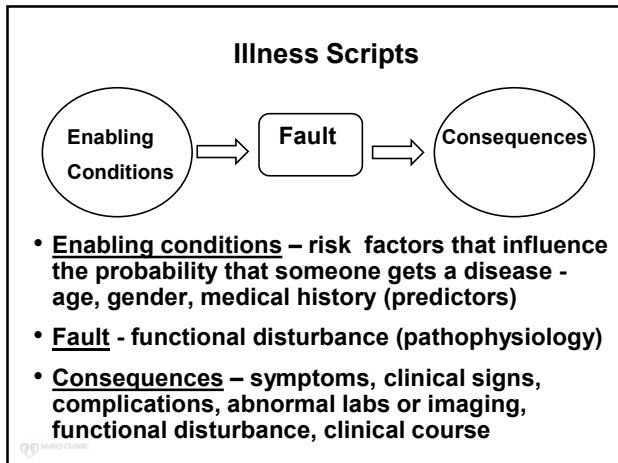 Illness Scripts
Enabling
Conditions
Fault
Consequences
• Enabling conditions – risk factors that influence
the probability that someone gets a disease -
age, gender, medical history (predictors)
• Fault - functional disturbance (pathophysiology)
• Consequences – symptoms, clinical signs,
complications, abnormal labs or imaging,
functional disturbance, clinical course
MAYO CLINIC